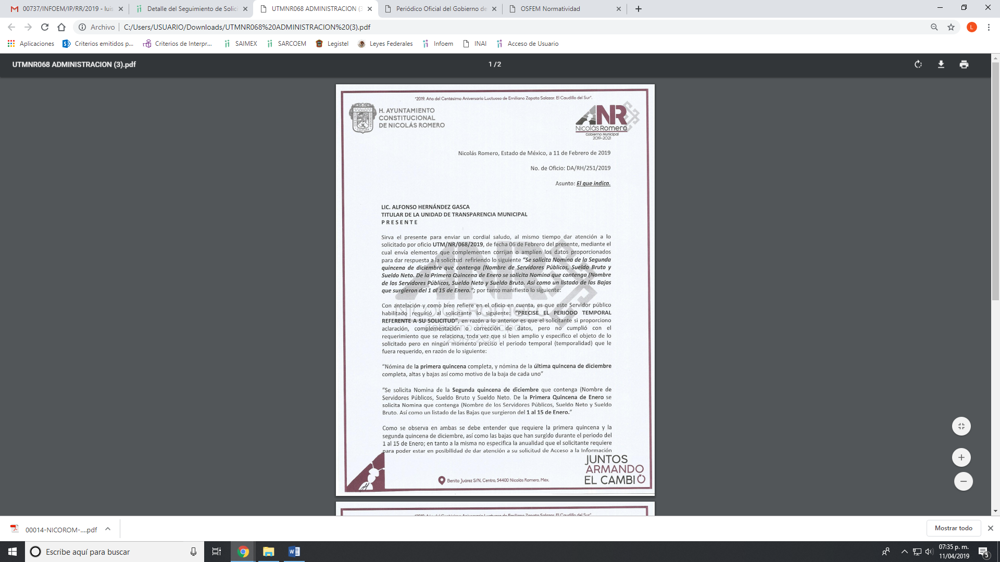 00737/INFOEM/IP/RR/2019 - luis
Detalle del Seguimiento de Solici
UTMNR068 ADMINISTRACION (3
Periódico Oficial del Gobierno de
OSFEM Normatividad
Archivo
C:/Users/USUARIO/Downloads/UTMNR068%20ADMINISTRACION%20(3).pdf
L
Aplicaciones
Criterios emitidos p...
Criterios de Interpr...
SAIMEX
SARCOEM
Legistel
Leyes Federales
Infoem
INAI
Acceso de Usuario
UTMNR068 ADMINISTRACION (3).pdf
1 / 2
"2019. Año del Centésimo Aniversario Luctuoso de Emiliano Zapata Salazar. El Caudillo del Sur".
H. AYUNTAMIENTO
CONSTITUCIONAL
DE NICOLÁS ROMERO
ANR
Nicolás Romero
Gobierno Municipal
2019-2021
Nicolás Romero, Estado de México, a 11 de Febrero de 2019
No. de Oficio: DA/RH/251/2019
Asunto: El que indica.
LIC. ALFONSO HERNÁNDEZ GASCA
TITULAR DE LA UNIDAD DE TRANSPARENCIA MUNICIPAL
P R E S E N T E
Sirva el presente para enviar un cordial saludo, al mismo tiempo dar atención a lo
solicitado por oficio UTM/NR/068/2019, de fecha 06 de Febrero del presente, mediante el
cual envía elementos que complementen corrijan o amplíen los datos proporcionados
para dar respuesta a la solicitud refiriendo lo siguiente "Se solicita Nomina de la Segunda
quincena de diciembre que contenga (Nombre de Servidores Públicos, Sueldo Bruto y
Sueldo Neto. De la Primera Quincena de Enero se solicita Nomina que contenga (Nombre
de los Servidores Públicos, Sueldo Neto y Sueldo Bruto. Así como un listado de las Bajas
que surgieron del 1 al 15 de Enero."; por tanto manifiesto lo siguiente:
Con antelación y como bien refiere en el oficio en cuenta, es que este Servidor público
habilitado requirió al solicitante lo siguiente: "PRECISE EL PERIODO TEMPORAL
REFERENTE A SU SOLICITUD", en razón a lo anterior es que el solicitante si proporciono
aclaración, complementación o corrección de datos, pero no cumplió con el
requerimiento que se relaciona, toda vez que si bien amplio y especifico el objeto de lo
solicitado pero en ningún momento preciso el periodo temporal (temporalidad) que le
fuera requerido, en razón de lo siguiente:
"Nómina de la primera quincena completa, y nómina de la última quincena de diciembre
completa, altas y bajas así como motivo de la baja de cada uno"
"Se solicita Nomina de la Segunda quincena de diciembre que contenga (Nombre de
Servidores Públicos, Sueldo Bruto y Sueldo Neto. De la Primera Quincena de Enero se
solicita Nomina que contenga (Nombre de los Servidores Públicos, Sueldo Neto y Sueldo
Bruto. Así como un listado de las Bajas que surgieron del 1 al 15 de Enero."
Como se observa en ambas se debe entender que requiere la primera quincena y la
segunda quincena de diciembre, así como las bajas que han surgido durante el periodo del
1 al 15 de Enero; en tanto a la misma no especifica la anualidad que el solicitante requiere
para poder estar en posibilidad de dar atención a su solicitud de Acceso a la Información
ANR
Nicolás Romero
Gobierno Municipal
2019-2021
JUNTOS
ARMANDO
EL CAMBIO
Benito Juárez S/N, Centro, 54400 Nicolás Romero, Méx.
"2019. Año del Centésimo Aniversario Luctuoso de Emiliano Zapata Salazar. El Caudillo del Sur".
00014-NICOROM-....pdf
Mostrar todo
Escribe aquí para buscar
07:35 p. m.
11/04/2019
5